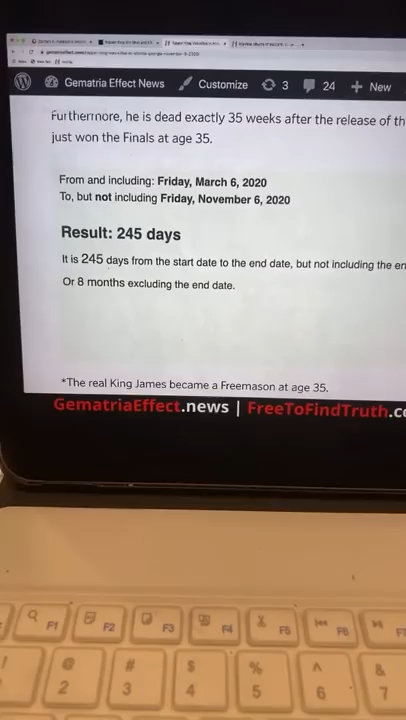 Gematria Effect News Customize 3 24 New
Furthermore, he is dead exactly 35 weeks after the release of th
just won the Finals at age 35.
From and including: Friday, March 6, 2020
To, but not including Friday, November 6, 2020
Result: 245 days
It is 245 days from the start date to the end date, but not including the en
Or 8 months excluding the end date.
*The real King James became a Freemason at age 35.
GematriaEffect.news | FreeToFindTruth.co
F1 F2 F3 F4 F5 F6 F7
! @ # $ % ^ &
2 3 4 5 6 7